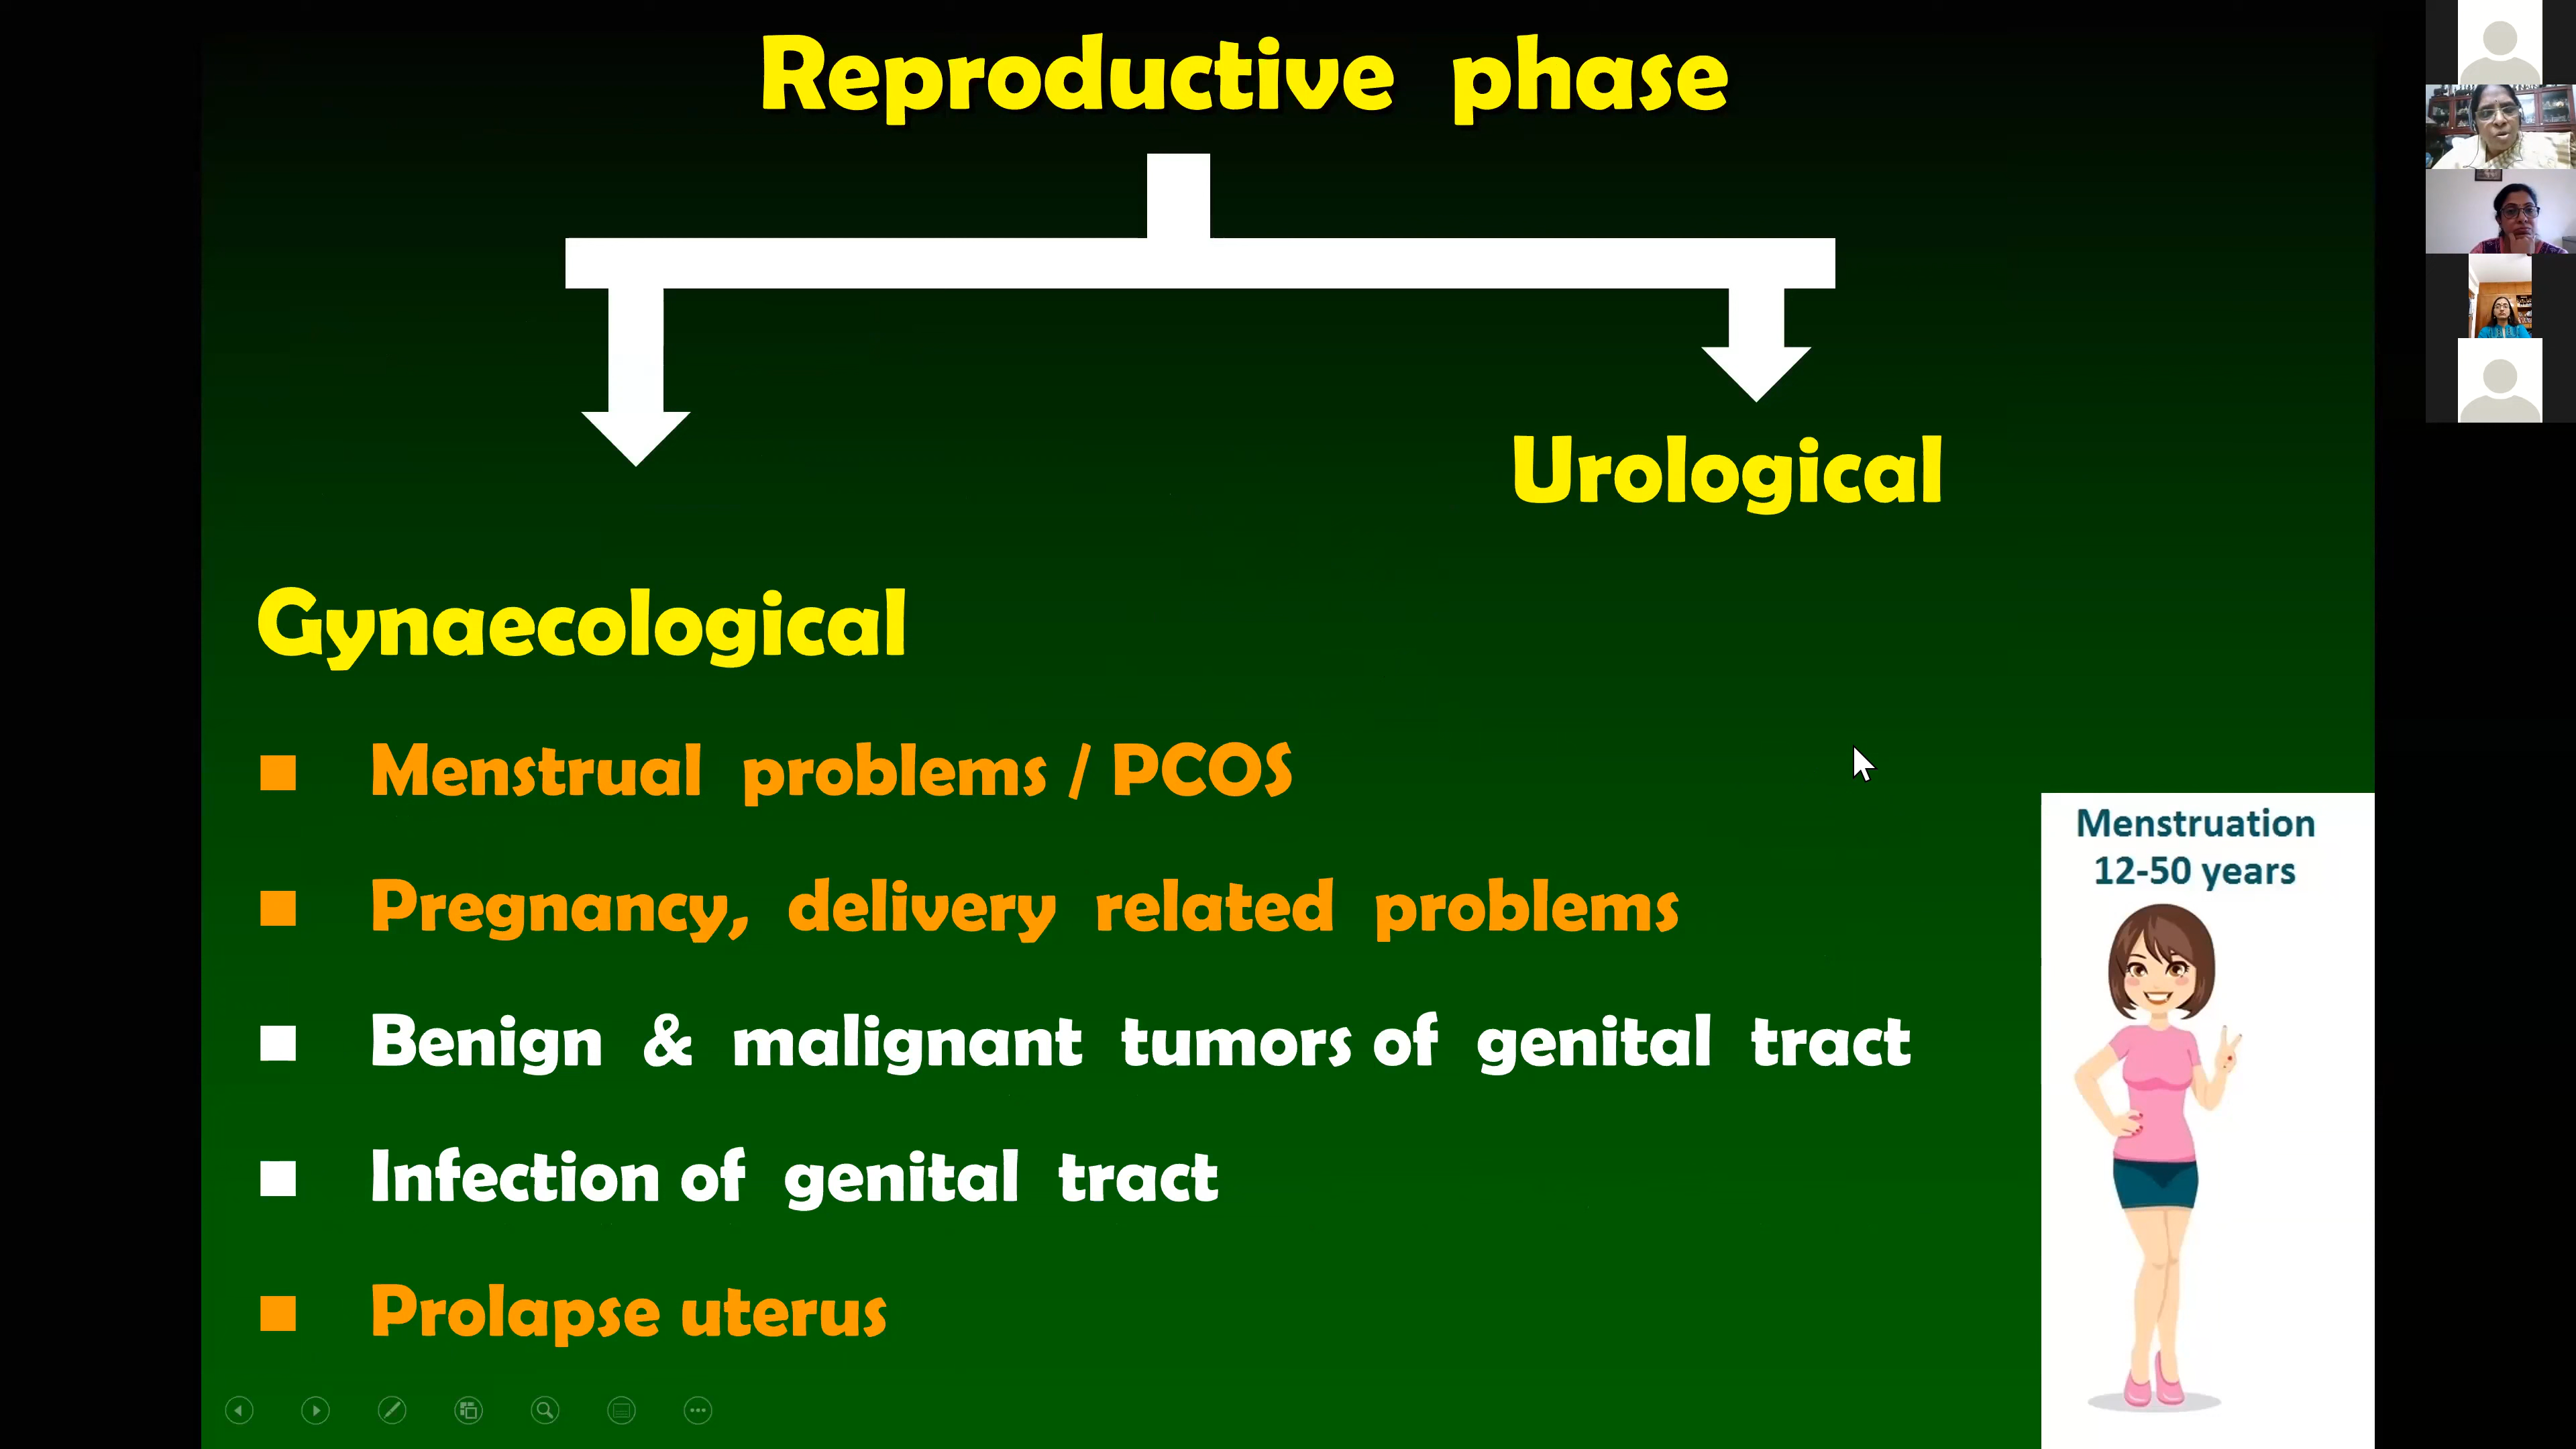 Reproductive phase
Urological
Gynaecological
Menstrual problems / PCOS
Pregnancy, delivery related problems
Benign & malignant tumors of genital tract
Infection of genital tract
Prolapse uterus
Menstruation
12-50 years